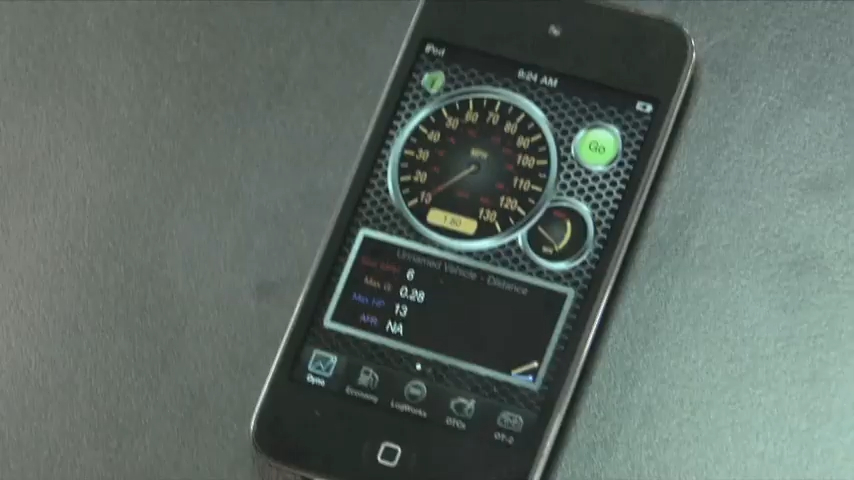 iPod
9:24 AM
10 20 30 40 50 60 70 80 90 100 110 120 130
MPH
1.60
Go
Unnamed Vehicle - Distance
6
Max G 0.28
Max HP 13
AFR NA
Dyno Economy LogWorks DTCs OT-2